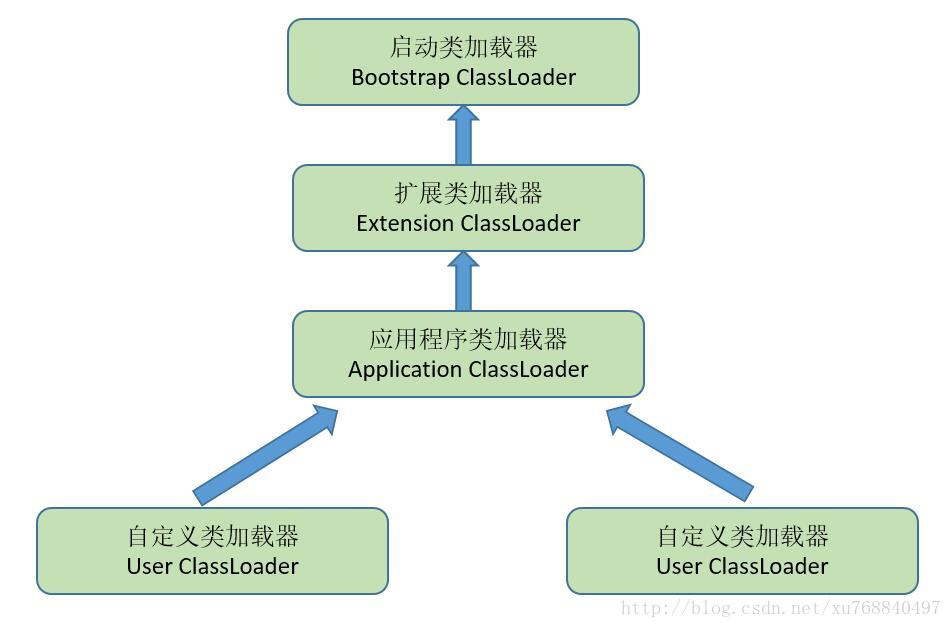 启动类加载器
Bootstrap ClassLoader
扩展类加载器
Extension ClassLoader
应用程序类加载器
Application ClassLoader
自定义类加载器
User ClassLoader
自定义类加载器
User ClassLoader
http://blog.csdn.net/xu768840497